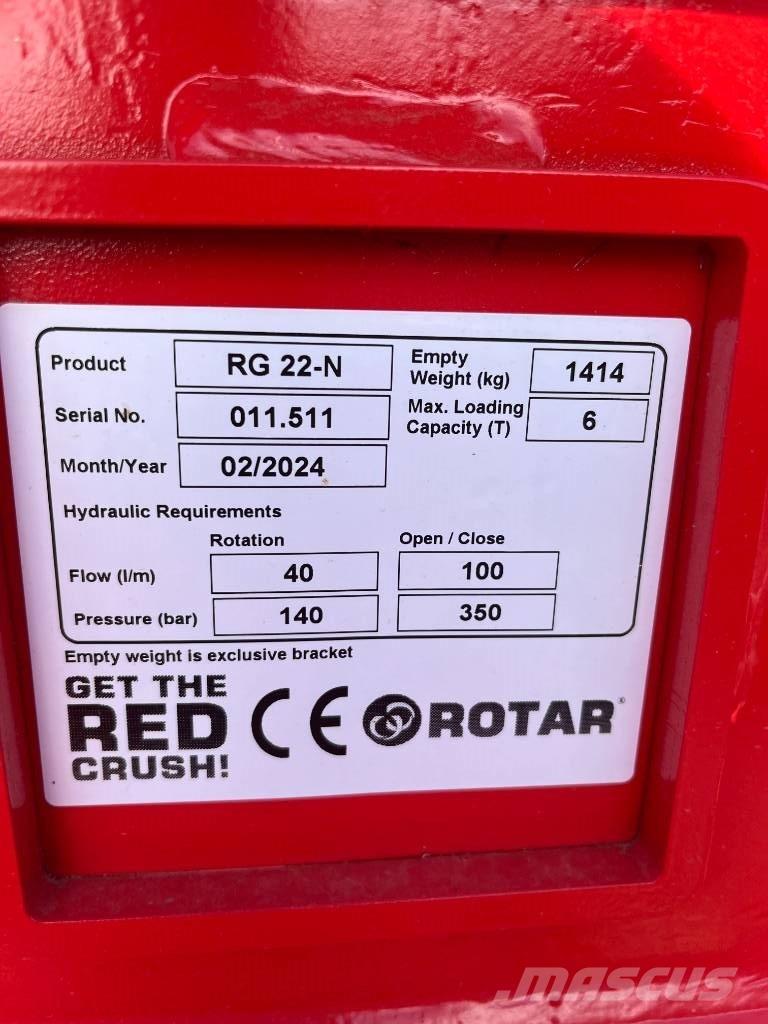 Product RG 22-N Empty Weight (kg) 1414
Serial No. 011.511 Max. Loading Capacity (T) 6
Month/Year 02/2024
Hydraulic Requirements
Rotation Open / Close
Flow (l/m) 40 100
Pressure (bar) 140 350
Empty weight is exclusive bracket
GET THE
RED CE ROTAR®
CRUSH!
MASCUS